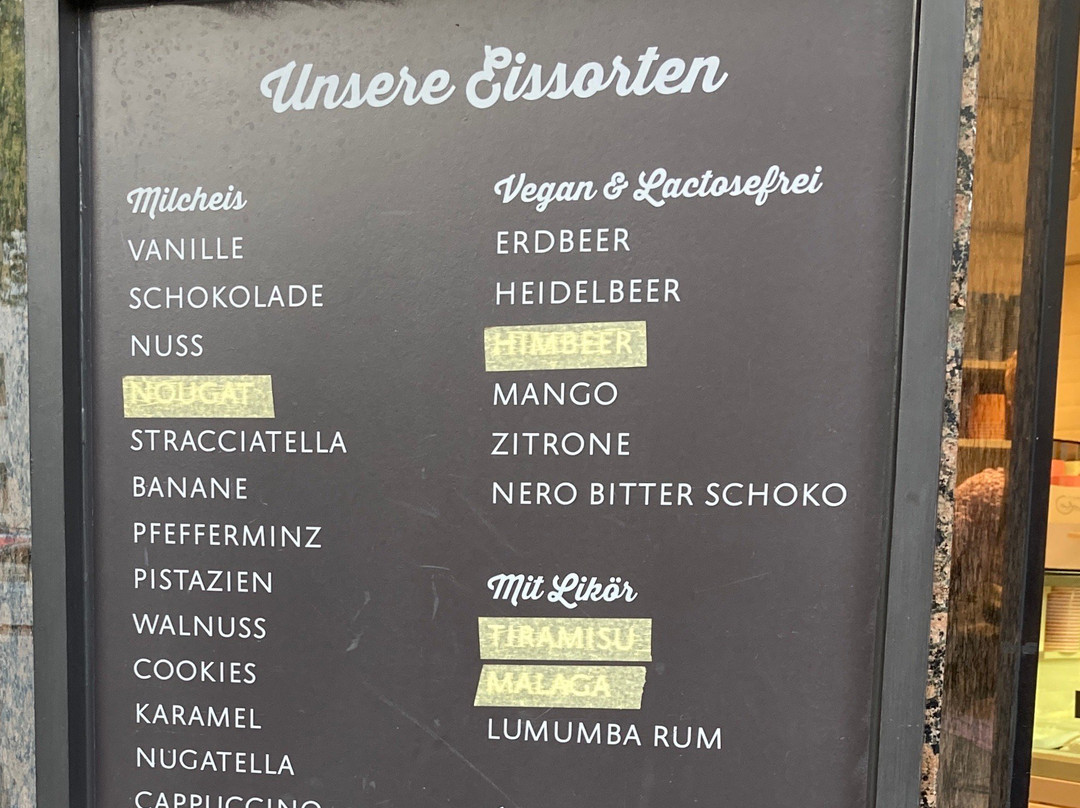 Unsere Eissorten
Milcheis
VANILLE
SCHOKOLADE
NUSS
NOUGAT
STRACCIATELLA
BANANE
PFEFFERMINZ
PISTAZIEN
WALNUSS
COOKIES
KARAMEL
NUGATELLA
CAPPUCCINO
Vegan & Lactosefrei
ERDBEER
HEIDELBEER
HIMBEER
MANGO
ZITRONE
NERO BITTER SCHOKO
Mit Likör
TIRAMISU
MALAGA
LUMUMBA RUM